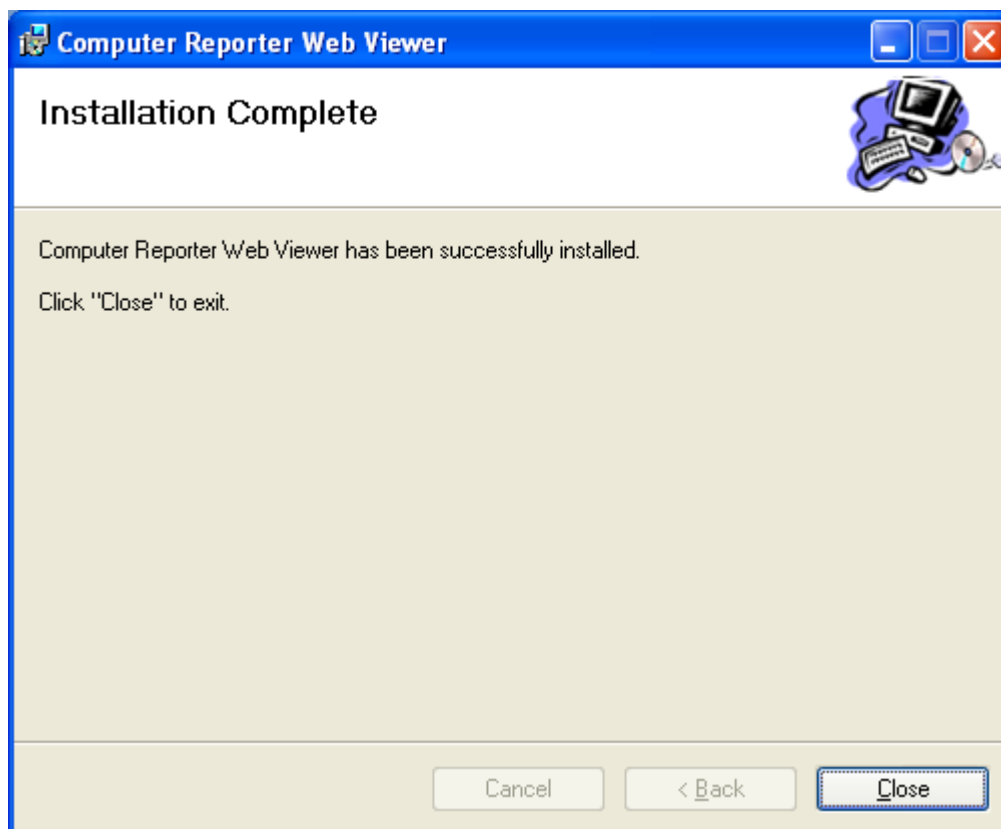 Computer Reporter Web Viewer
Installation Complete
Computer Reporter Web Viewer has been successfully installed.
Click "Close" to exit.
Cancel
< Back
Close